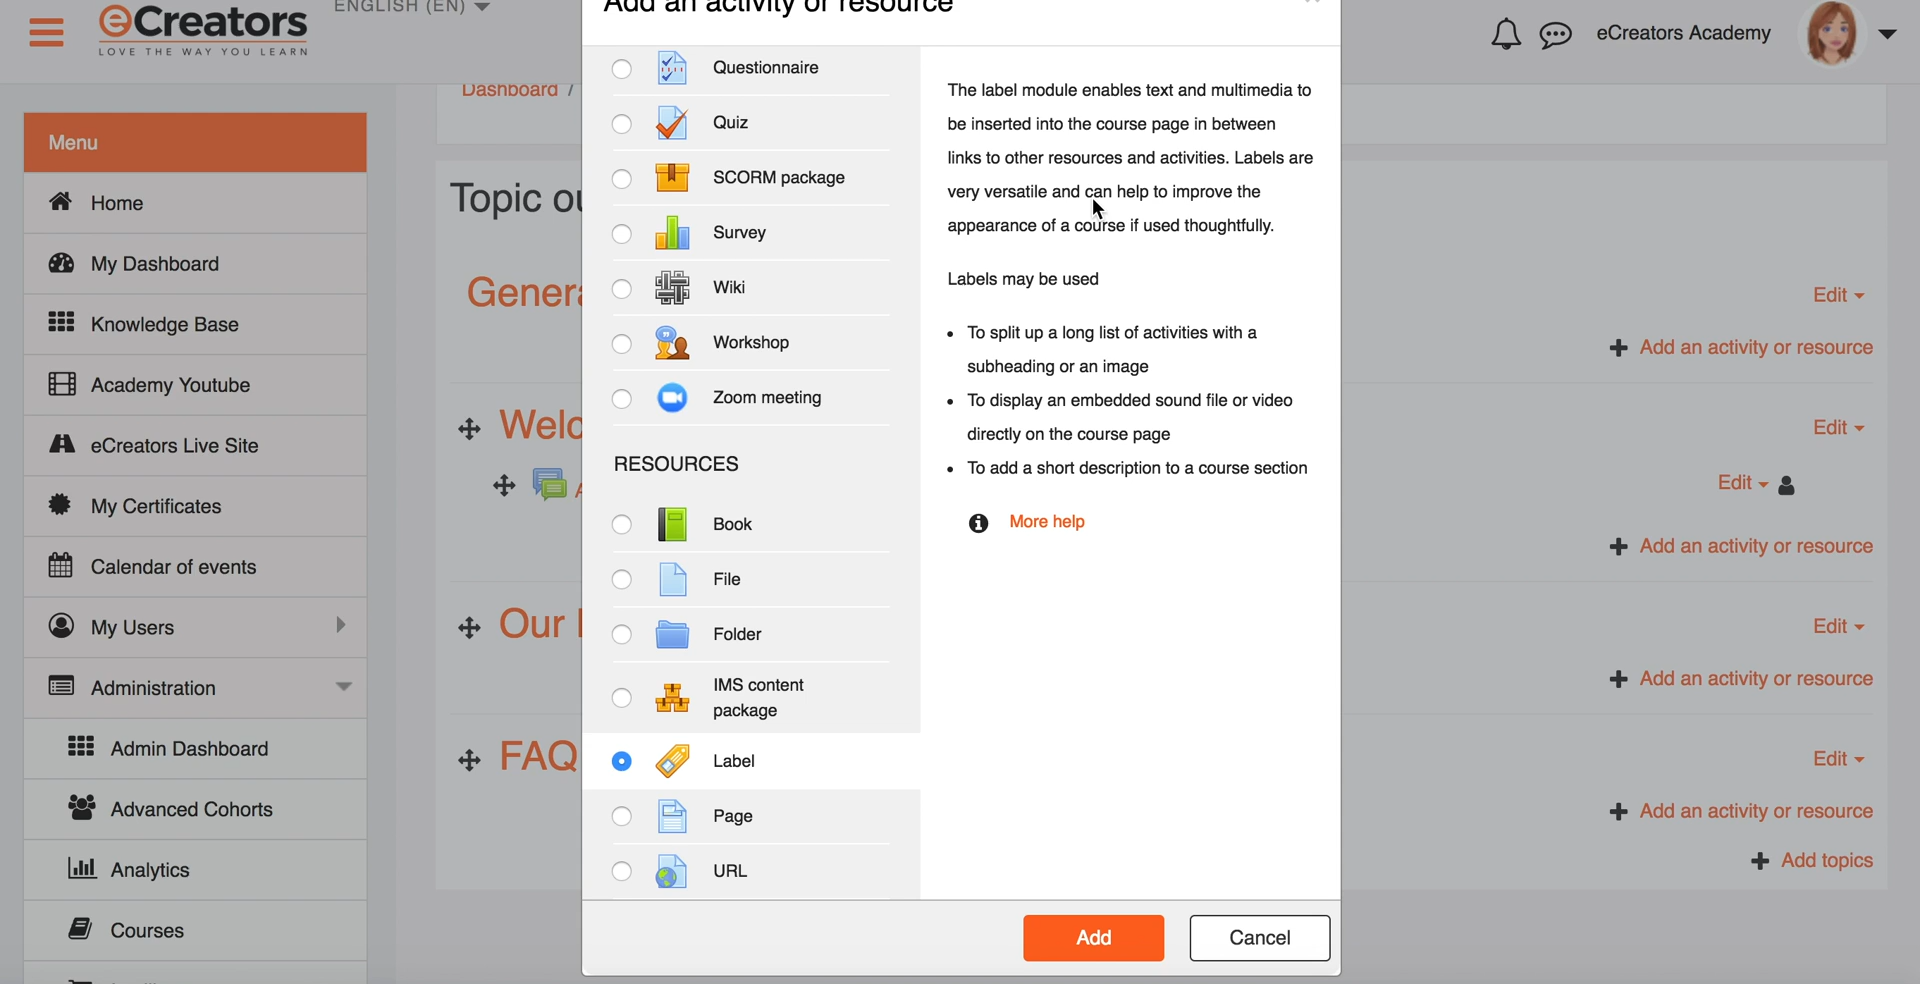 ENGLISH (EN)
eCreators
LOVE THE WAY YOU LEARN
eCreators Academy
Add an activity or resource
Dashboard /
Menu
Home
My Dashboard
Knowledge Base
Academy Youtube
eCreators Live Site
My Certificates
Calendar of events
My Users
Administration
Admin Dashboard
Advanced Cohorts
Analytics
Courses
Topic ou
Genera
Welc
A
Our
FAQ
Questionnaire
Quiz
SCORM package
Survey
Wiki
Workshop
Zoom meeting
RESOURCES
Book
File
Folder
IMS content
package
Label
Page
URL
The label module enables text and multimedia to
be inserted into the course page in between
links to other resources and activities. Labels are
very versatile and can help to improve the
appearance of a course if used thoughtfully.
Labels may be used
• To split up a long list of activities with a
subheading or an image
• To display an embedded sound file or video
directly on the course page
• To add a short description to a course section
More help
Add
Cancel
Edit
Add an activity or resource
Edit
Edit
Add an activity or resource
Edit
Add an activity or resource
Edit
Add an activity or resource
Add topics